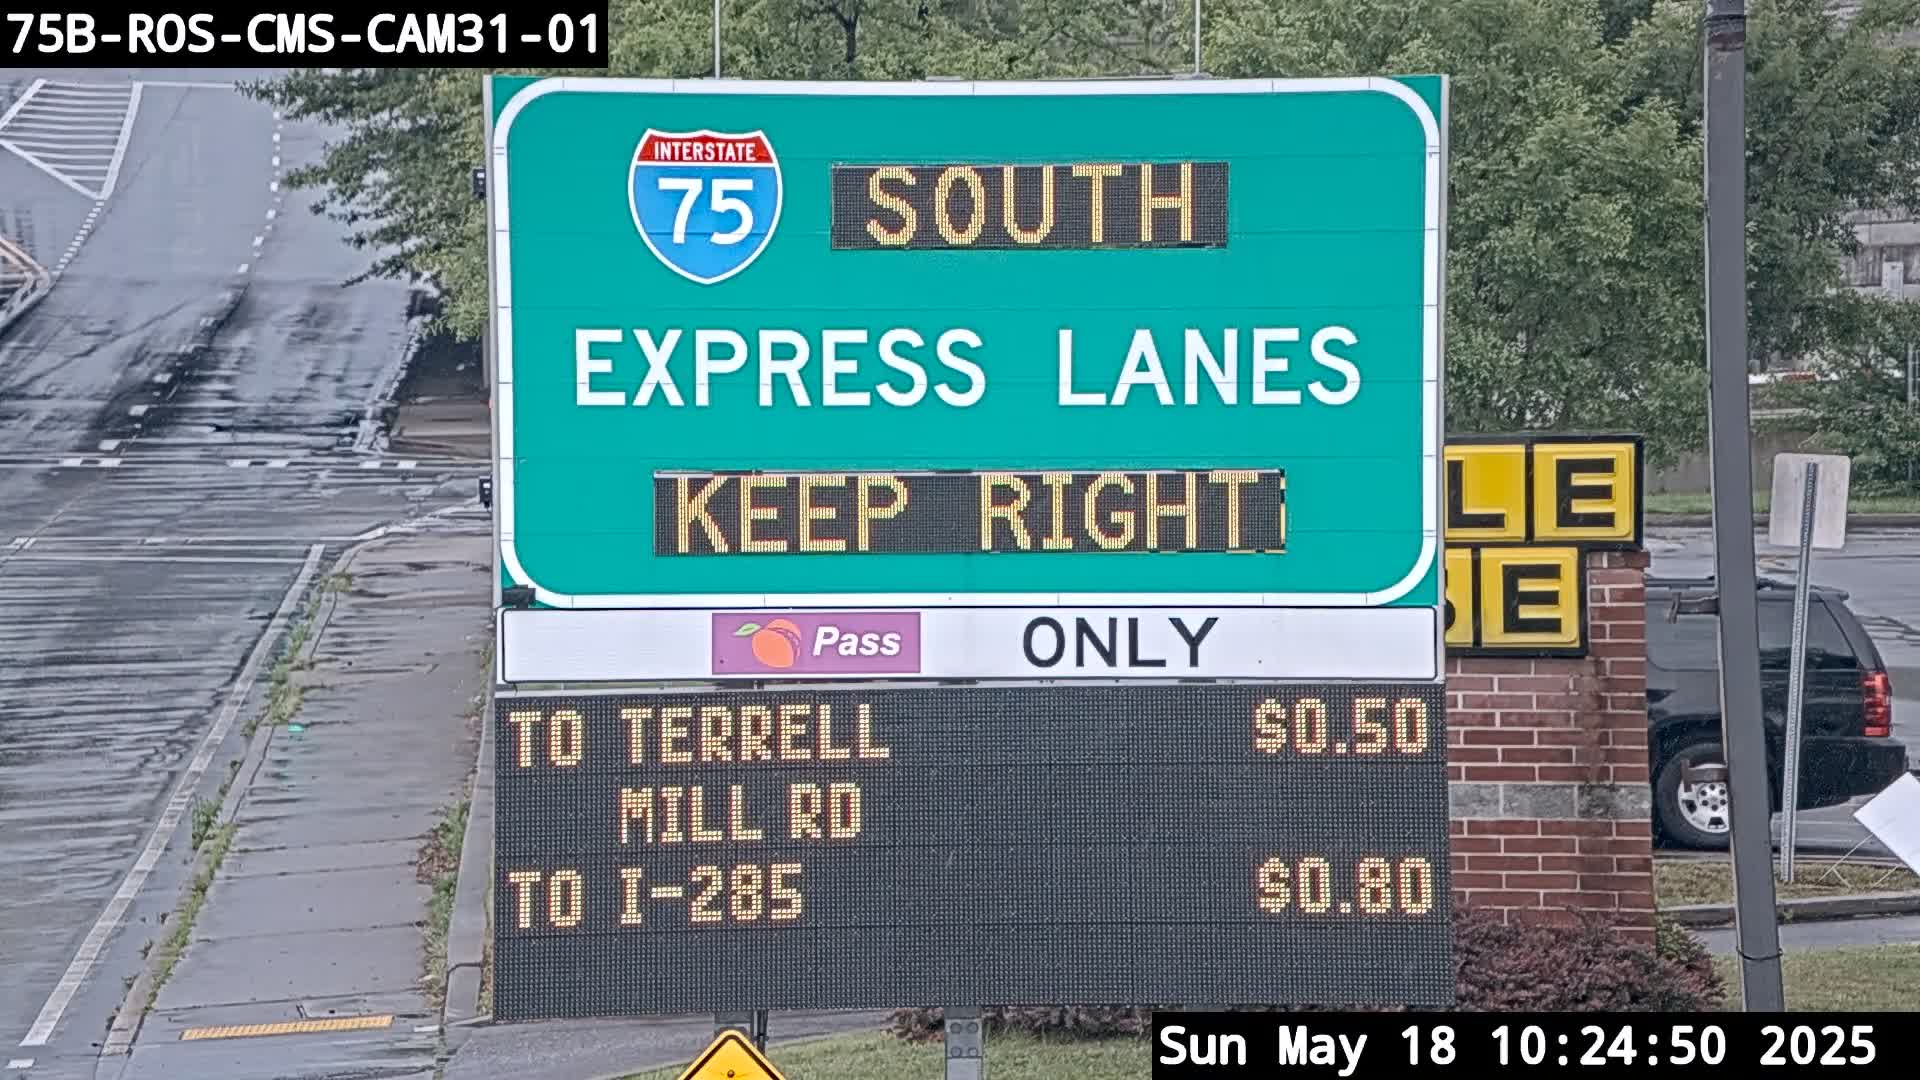 75B-ROS-CMS-CAM31-01
INTERSTATE
75
SOUTH
EXPRESS LANES
KEEP RIGHT
Pass ONLY
TO TERRELL $0.50
MILL RD
TO I-285 $0.80
LE
E
Sun May 18 10:24:50 2025